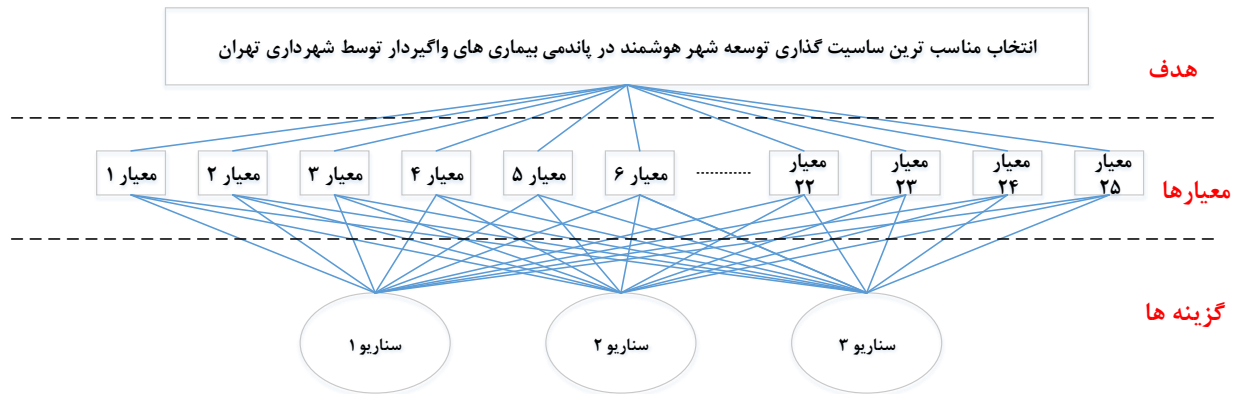 انتخاب مناسب ترین ساسیت گذاری توسعه شهر هوشمند در پاندمی بیماری های واگیردار توسط شهرداری تهران
هدف
معیار ۱
معیار ۲
معیار ۳
معیار ۴
معیار ۵
معیار ۶
............
معیار
۲۲
معیار
۲۳
معیار
۲۴
معیار
۲۵
معیارها
سناریو ۱
سناریو ۲
سناریو ۳
گزینه ها